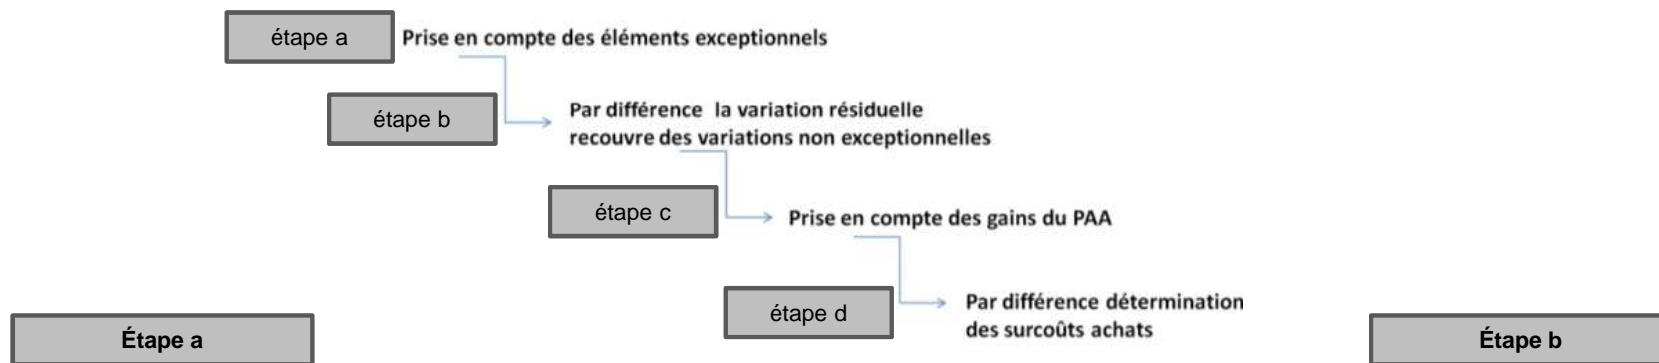 étape a Prise en compte des éléments exceptionnels
étape b Par différence la variation résiduelle
recouvre des variations non exceptionnelles
étape c Prise en compte des gains du PAA
étape d Par différence détermination
des surcoûts achats
Étape a
Étape b